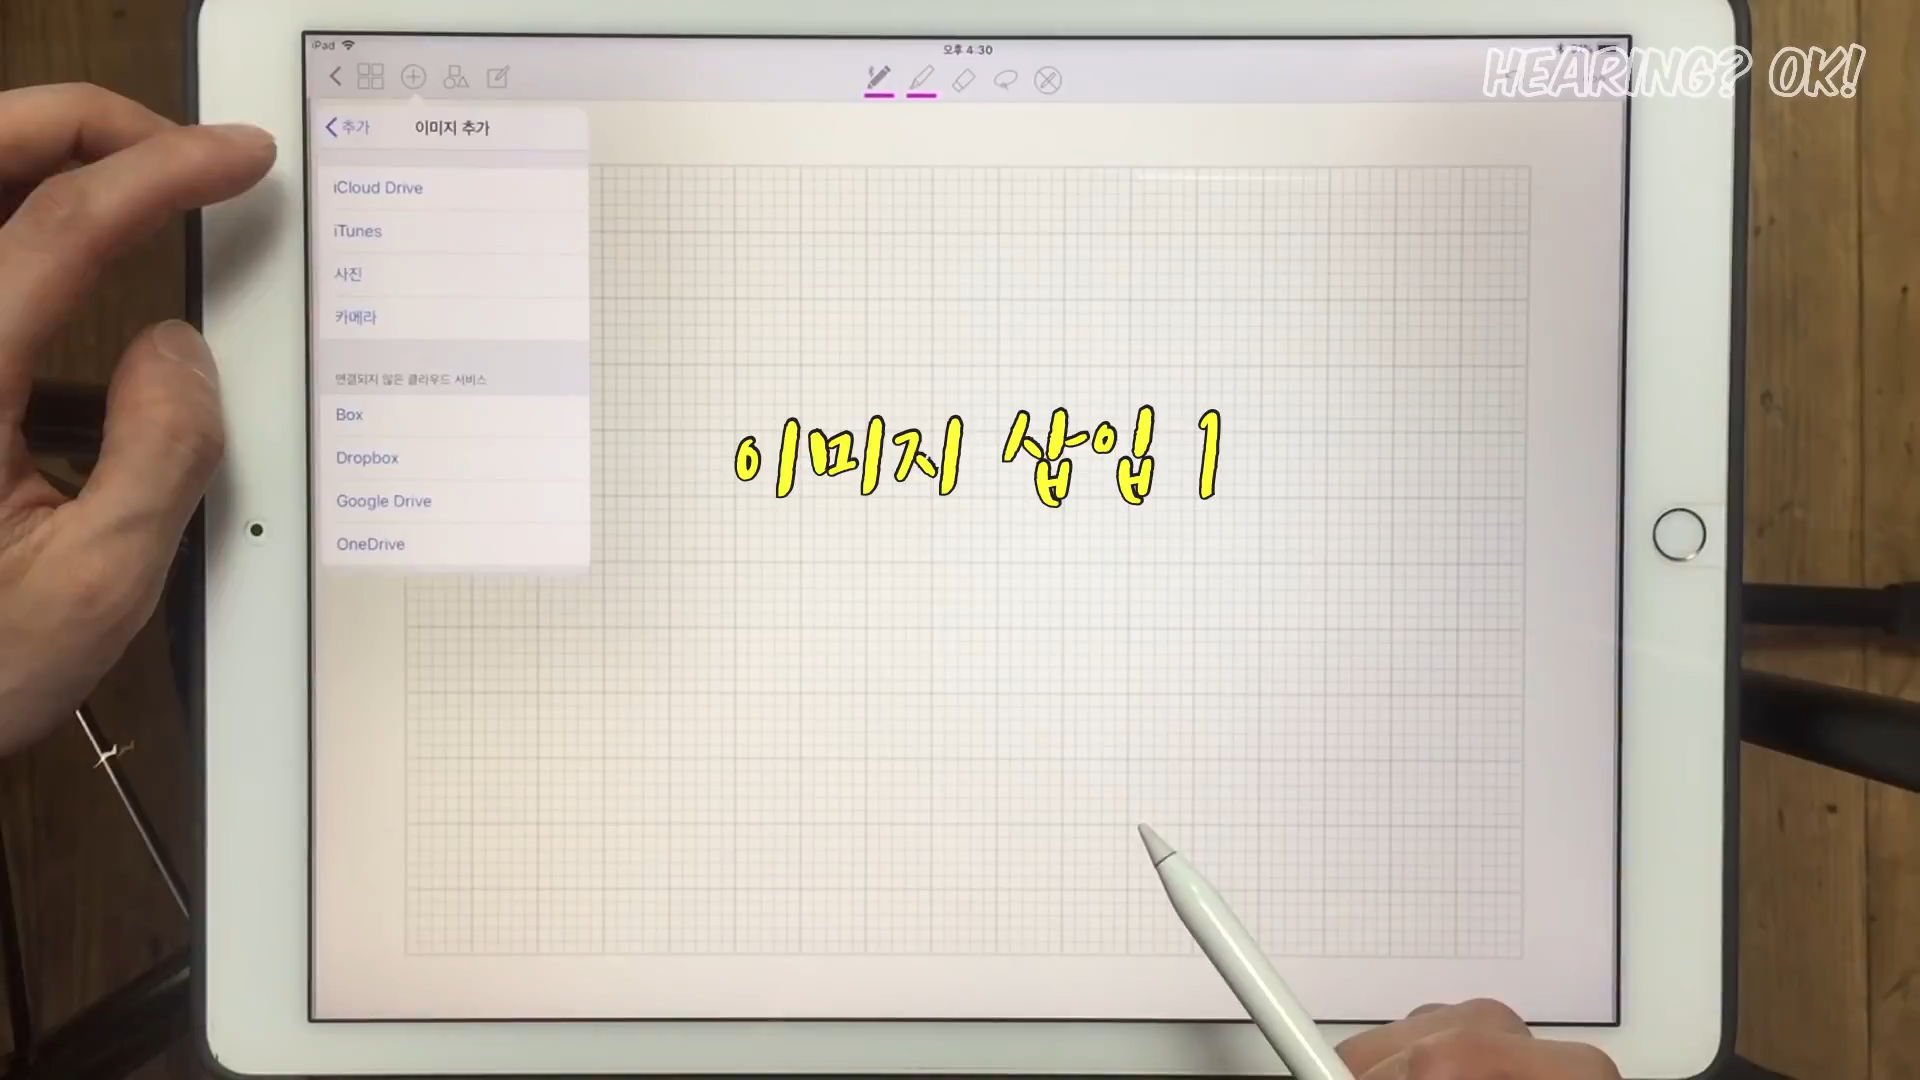 iPad
오후 4:30
HEARING? OK!
추가
이미지 추가
iCloud Drive
iTunes
사진
카메라
연결되지 않은 클라우드 서비스
Box
Dropbox
Google Drive
OneDrive
이미지 삽입 1